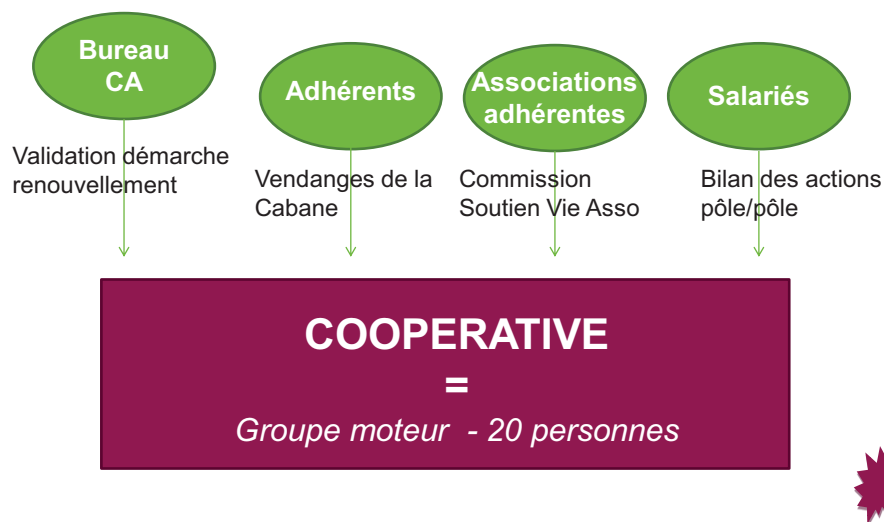 Bureau
CA
Adhérents
Associations
adhérentes
Salariés
Validation démarche
renouvellement
Vendanges de la
Cabane
Commission
Soutien Vie Asso
Bilan des actions
pôle/pôle
COOPERATIVE
=
Groupe moteur - 20 personnes